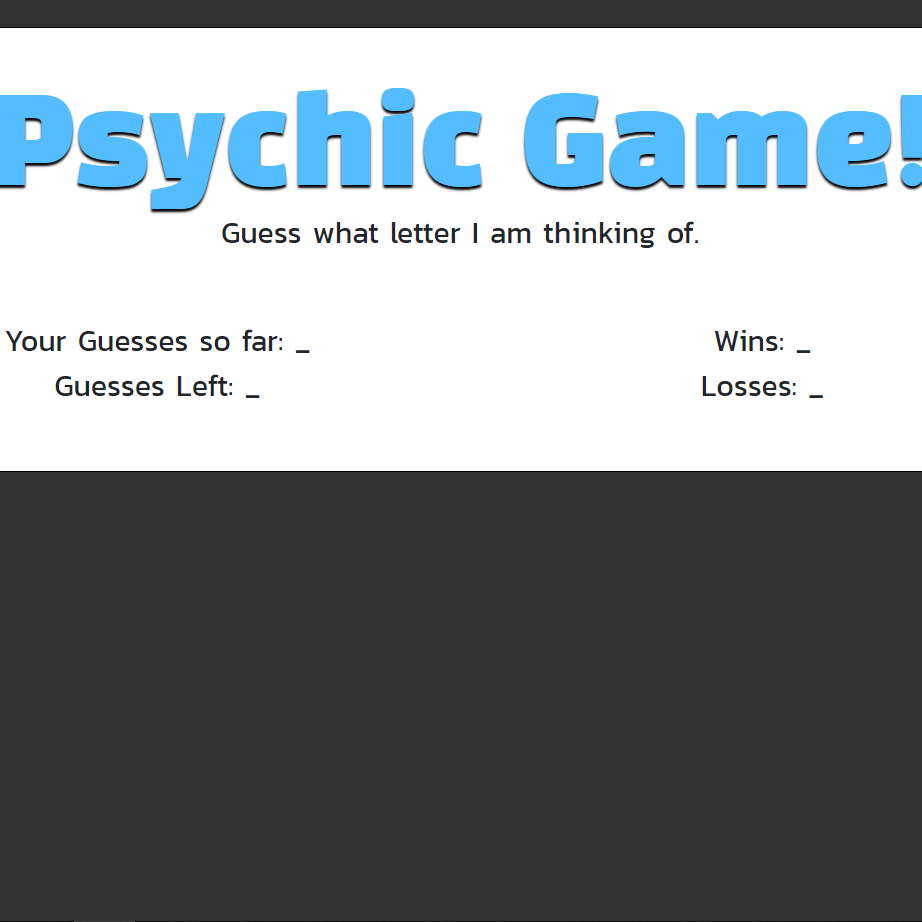 Psychic Game!
Guess what letter I am thinking of.
Your Guesses so far: _
Guesses Left: _
Wins: _
Losses: _